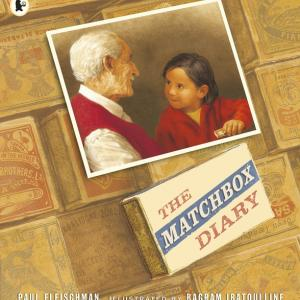 THE
MATCHBOX
DIARY
PAUL FLEISCHMAN ILLUSTRATED BY BAGRAM IBATOULLINE